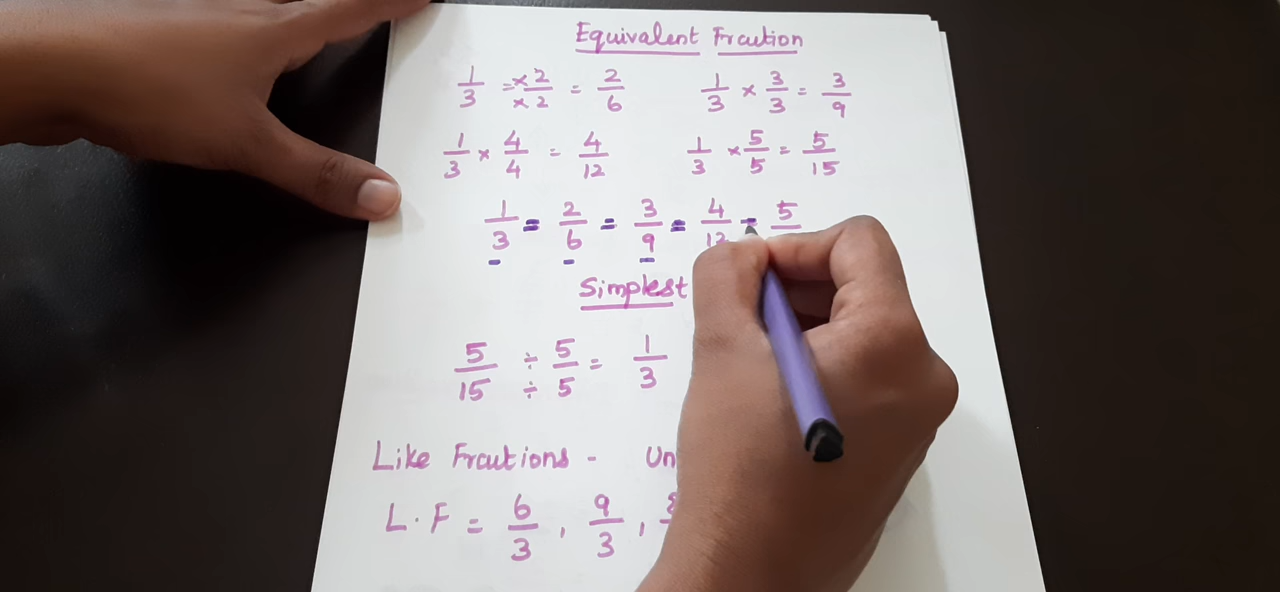 Equivalent Fraction
1/3 = ×2/×2 = 2/6 1/3 × 3/3 = 3/9
1/3 × 4/4 = 4/12 1/3 × 5/5 = 5/15
1/3 = 2/6 = 3/9 = 4/12 = 5
Simplest
5/15 ÷ 5/÷ 5 = 1/3
Like Fractions - Un
L.F = 6/3, 9/3,